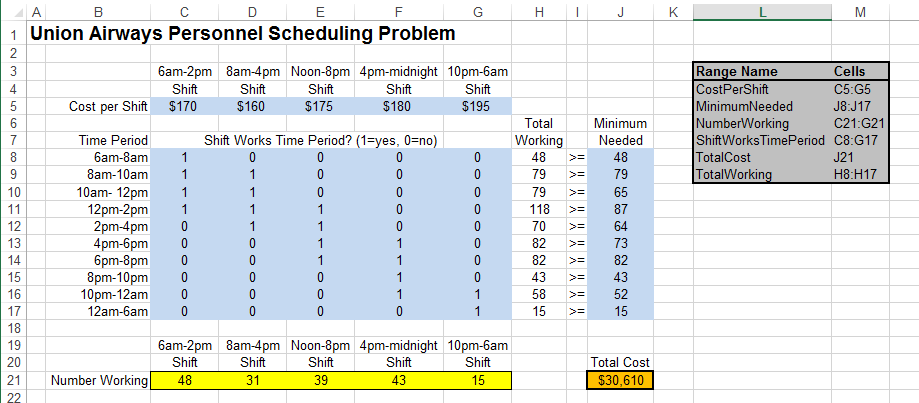 A B C D E F G H I J K L M
1 Union Airways Personnel Scheduling Problem
2
3 6am-2pm 8am-4pm Noon-8pm 4pm-midnight 10pm-6am Range Name Cells
4 Shift Shift Shift Shift Shift CostPerShift C5:G5
5 Cost per Shift $170 $160 $175 $180 $195 MinimumNeeded J8:J17
6 Total Minimum NumberWorking C21:G21
7 Time Period Shift Works Time Period? (1=yes, 0=no) Working Needed ShiftWorksTimePeriod C8:G17
8 6am-8am 1 0 0 0 0 48 >= 48 TotalCost J21
9 8am-10am 1 1 0 0 0 79 >= 79 TotalWorking H8:H17
10 10am- 12pm 1 1 0 0 0 79 >= 65
11 12pm-2pm 1 1 1 0 0 118 >= 87
12 2pm-4pm 0 1 1 0 0 70 >= 64
13 4pm-6pm 0 0 1 1 0 82 >= 73
14 6pm-8pm 0 0 1 1 0 82 >= 82
15 8pm-10pm 0 0 0 1 0 43 >= 43
16 10pm-12am 0 0 0 1 1 58 >= 52
17 12am-6am 0 0 0 0 1 15 >= 15
18
19 6am-2pm 8am-4pm Noon-8pm 4pm-midnight 10pm-6am
20 Shift Shift Shift Shift Shift Total Cost
21 Number Working 48 31 39 43 15 $30,610
22